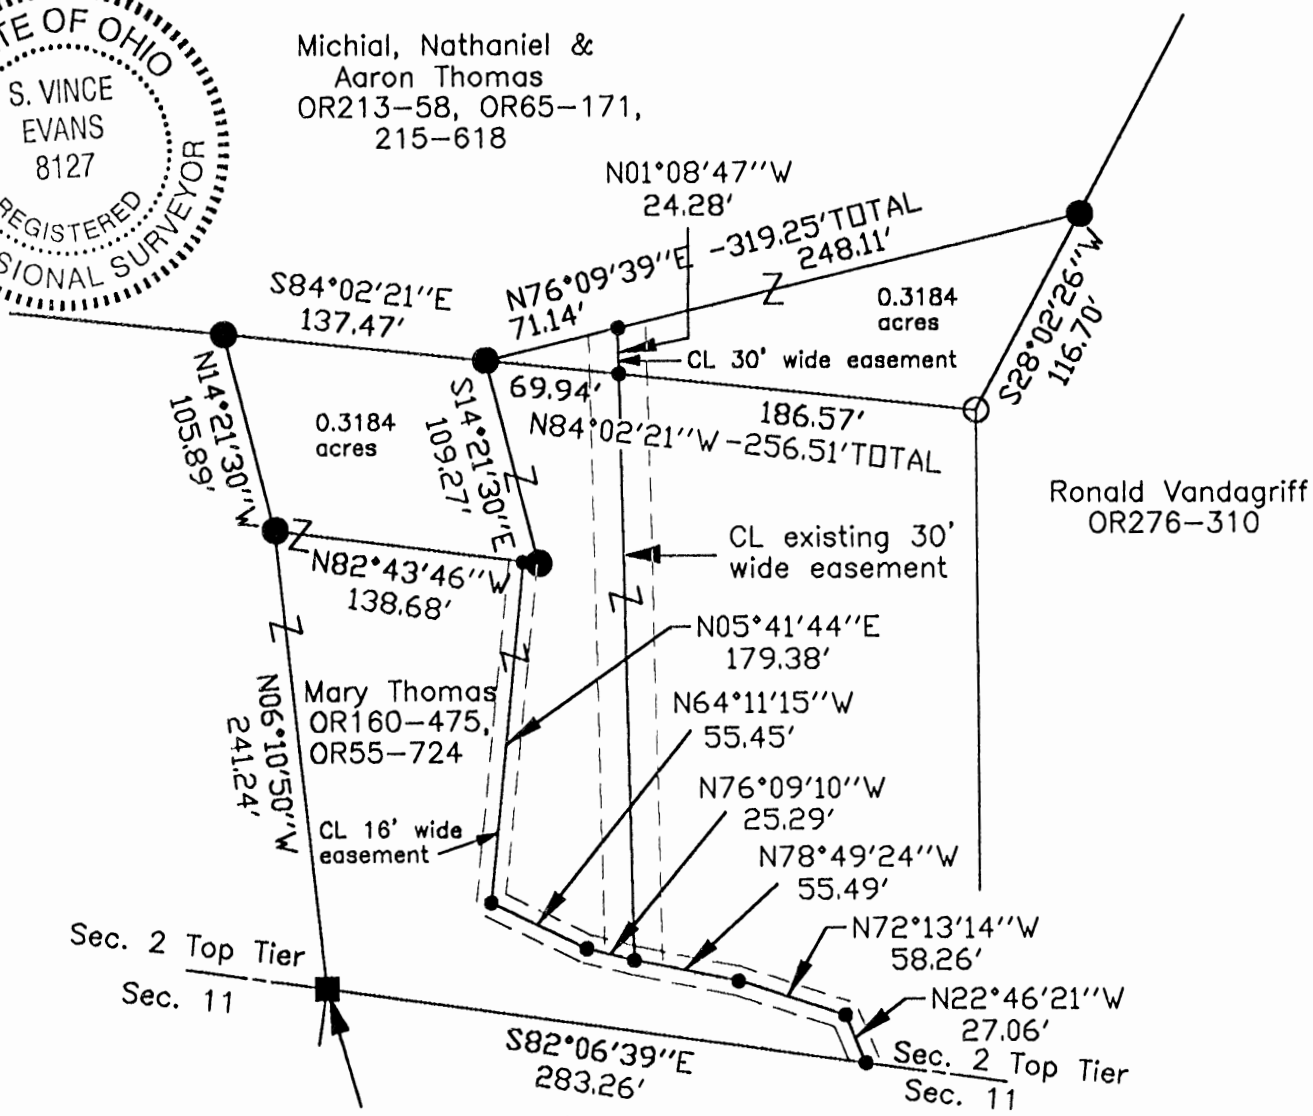 TE OF OHIO
S. VINCE
EVANS
8127
REGISTERED
SIONAL SURVEYOR
Michial, Nathaniel &
Aaron Thomas
OR213-58, OR65-171,
215-618
N01°08'47"W
24.28'
N76°09'39"E -319.25'TOTAL
71.14'
248.11'
S84°02'21"E
137.47'
0.3184
acres
S28°02'26"W
116.70'
CL 30' wide easement
N14°21'30"W
105.89'
0.3184
acres
S14°21'30"E
109.27'
69.94'
186.57'
N84°02'21"W -256.51'TOTAL
Ronald Vandagriff
OR276-310
CL existing 30'
wide easement
N82°43'46"W
138.68'
N05°41'44"E
179.38'
N06°10'50"W
241.24'
Mary Thomas
OR160-475,
OR55-724
N64°11'15"W
55.45'
N76°09'10"W
25.29'
CL 16' wide
easement
N78°49'24"W
55.49'
N72°13'14"W
58.26'
N22°46'21"W
27.06'
Sec. 2 Top Tier
Sec. 11
S82°06'39"E
283.26'
Sec. 2 Top Tier
Sec. 11